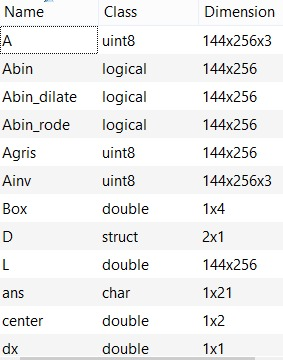 Name Class Dimension
A uint8 144x256x3
Abin logical 144x256
Abin_dilate logical 144x256
Abin_rode logical 144x256
Agris uint8 144x256
Ainv uint8 144x256x3
Box double 1x4
D struct 2x1
L double 144x256
ans char 1x21
center double 1x2
dx double 1x1